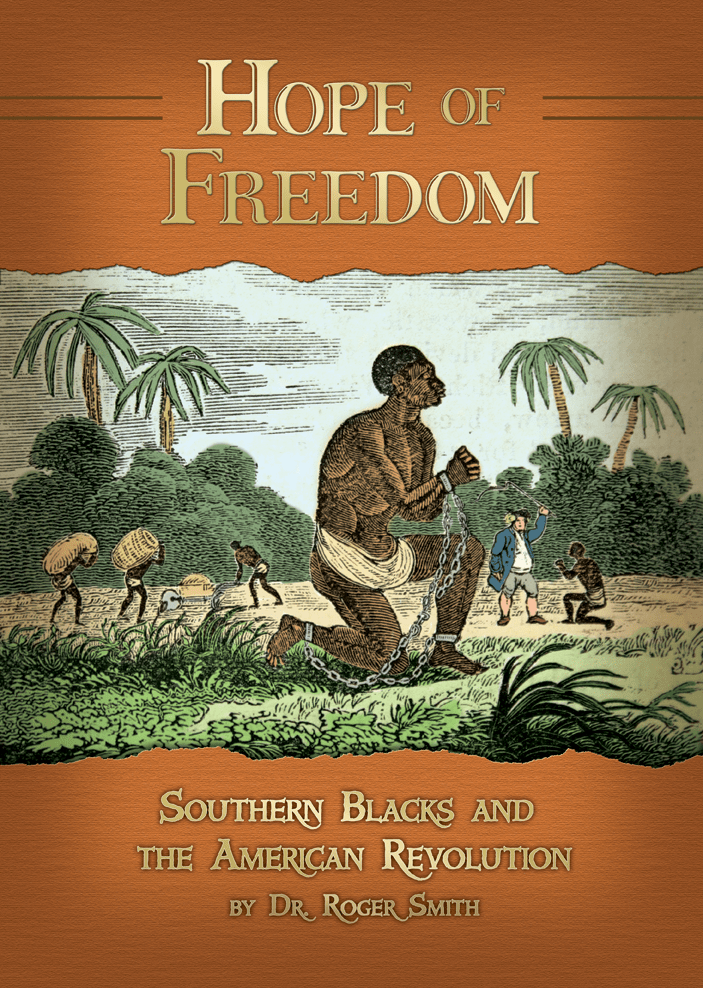 Hope of
Freedom
Southern Blacks and
the American Revolution
by Dr. Roger Smith